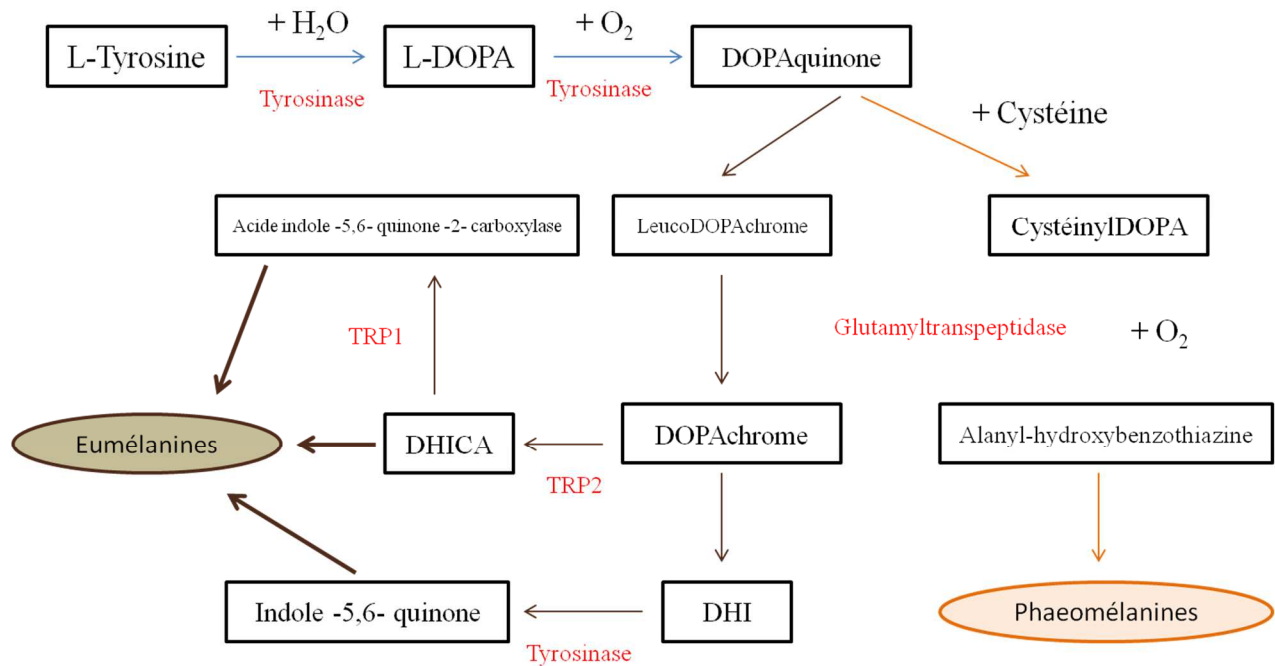 + H₂O
+ O₂
L-Tyrosine
L-DOPA
DOPAquinone
Tyrosinase
Tyrosinase
+ Cystéine
Acide indole -5,6- quinone -2- carboxylase
LeucoDOPAchrome
CystéinylDOPA
TRP1
Glutamyltranspeptidase
+ O₂
Eumélanines
DHICA
DOPAchrome
Alanyl-hydroxybenzothiazine
TRP2
Indole -5,6- quinone
DHI
Phaeomélanines
Tyrosinase